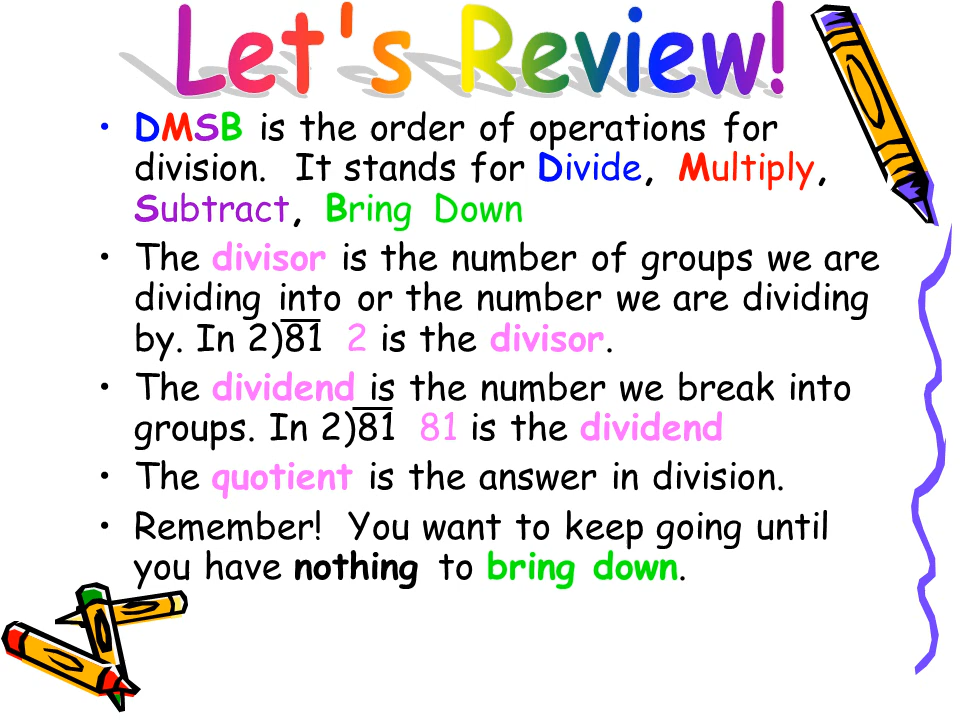 Let's Review!
• DMSB is the order of operations for
division. It stands for Divide, Multiply,
Subtract, Bring Down
• The divisor is the number of groups we are
dividing into or the number we are dividing
by. In 2)81 2 is the divisor.
• The dividend is the number we break into
groups. In 2)81 81 is the dividend
• The quotient is the answer in division.
• Remember! You want to keep going until
you have nothing to bring down.